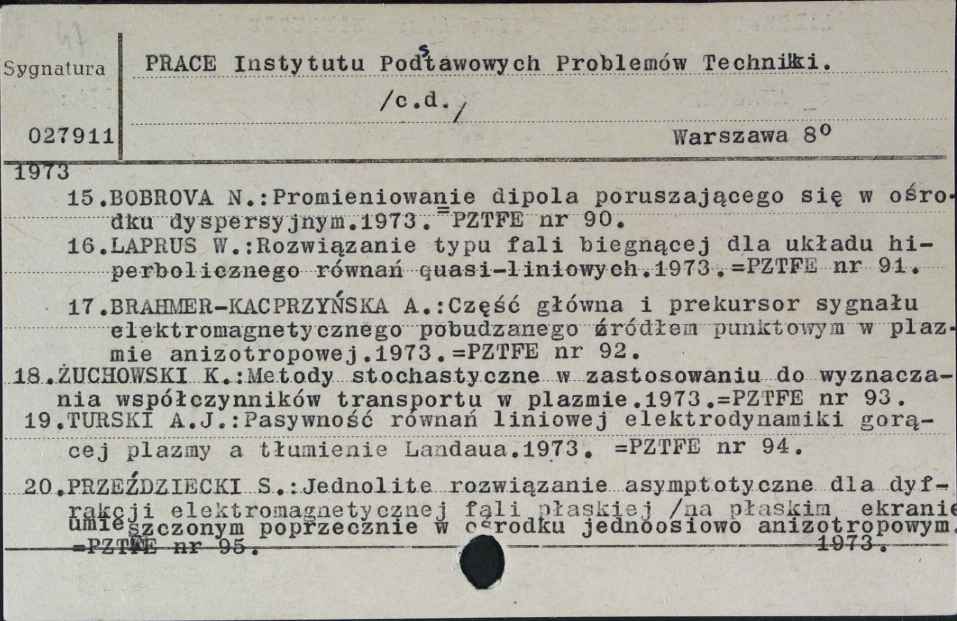 Sygnatura
PRACE Instytutu Podstawowych Problemów Techniki.
/c.d./
027911
Warszawa 8º
1973
15.BOBROVA N.:Promieniowanie dipola poruszającego się w ośro-
dku dyspersyjnym.1973.=PZTFE nr 90.
16.LAPRUS W.:Rozwiązanie typu fali biegnącej dla układu hi-
perbolicznego równań quasi-liniowych.1973.=PZTFE nr 91.
17.BRAHMER-KACPRZYŃSKA A.:Część główna i prekursor sygnału
elektromagnetycznego pobudzanego źródłem punktowym w plaz-
mie anizotropowej.1973.=PZTFE nr 92.
18.ŻUCHOWSKI K.:Metody stochastyczne w zastosowaniu do wyznacza-
nia współczynników transportu w plazmie.1973.=PZTFE nr 93.
19.TURSKI A.J.:Pasywność równań liniowej elektrodynamiki gorą-
cej plazmy a tłumienie Landaua.1973. =PZTFE nr 94.
20.PRZEŹDZIECKI S.:Jednolite rozwiązanie asymptotyczne dla dyf-
rakcji elektromagnetycznej fali płaskiej /na płaskim ekranie
umieszczonym poprzecznie w ośrodku jednoosiowo anizotropowym.
=PZTFE nr 95. 1973.